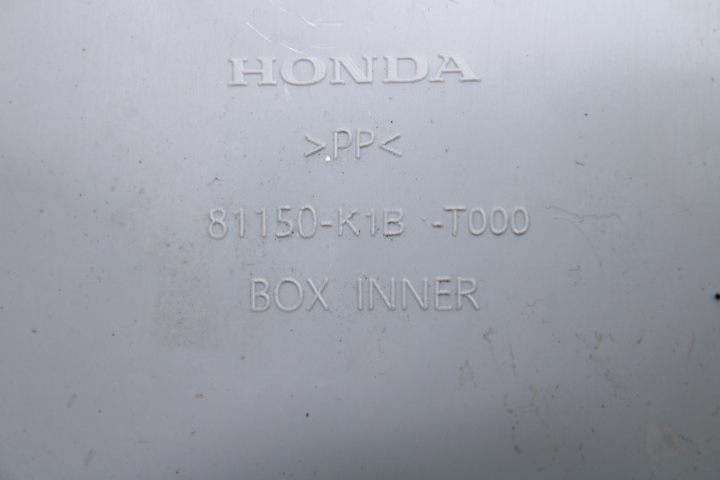 HONDA
>PP<
81150-K1B -T000
BOX INNER